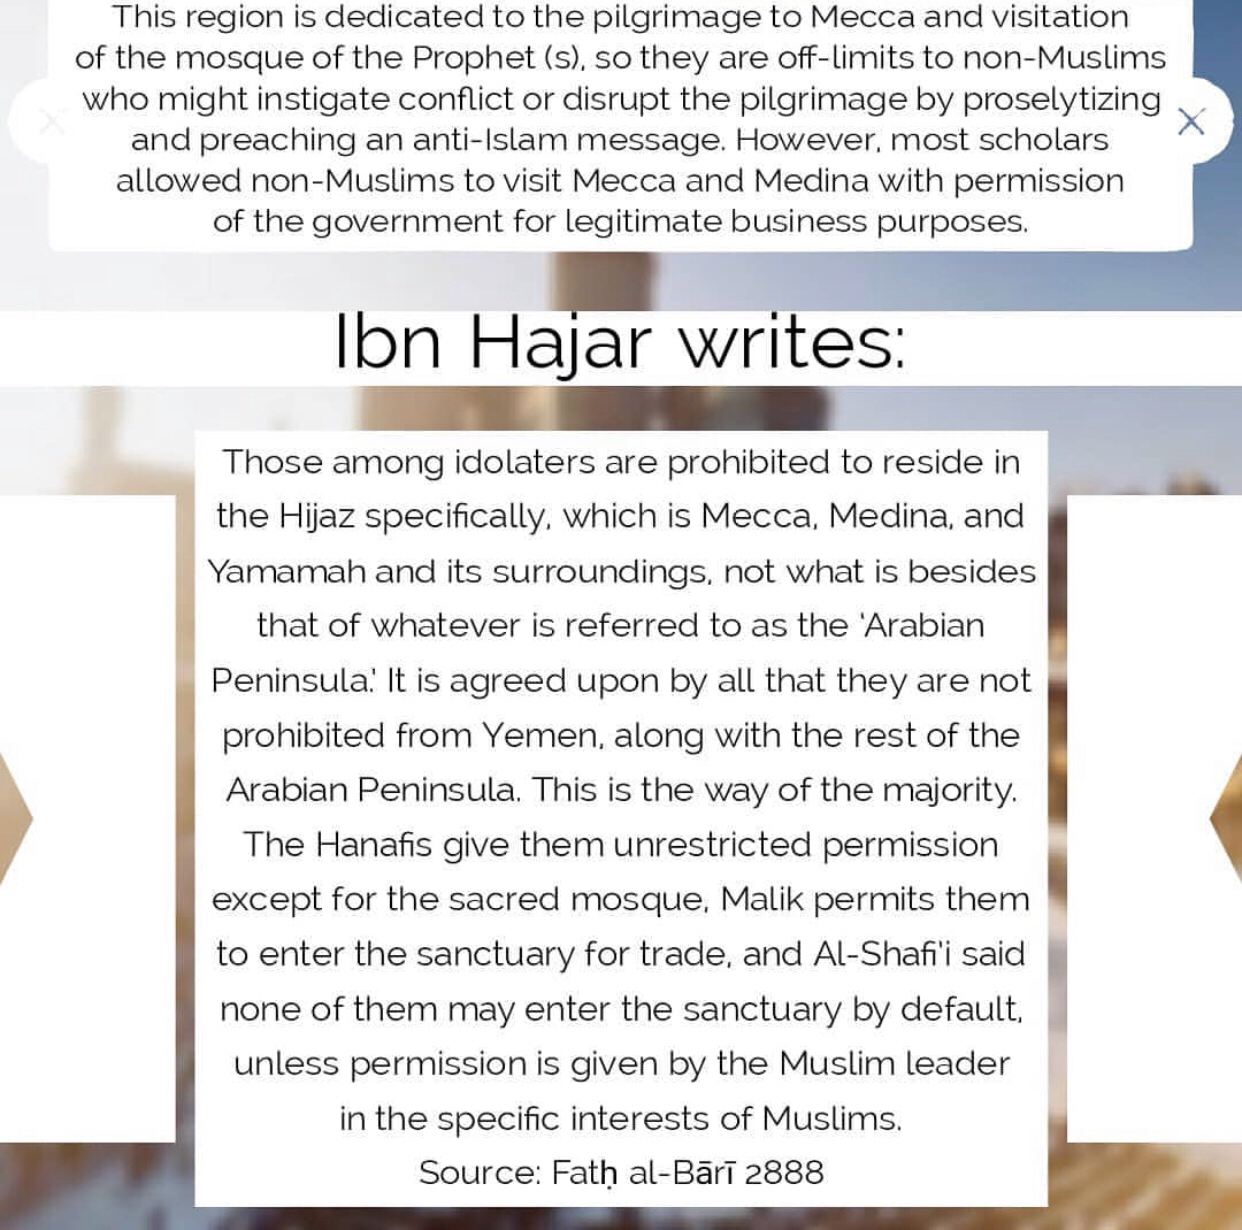 This region is dedicated to the pilgrimage to Mecca and visitation
of the mosque of the Prophet (s), so they are off-limits to non-Muslims
who might instigate conflict or disrupt the pilgrimage by proselytizing
and preaching an anti-Islam message. However, most scholars
allowed non-Muslims to visit Mecca and Medina with permission
of the government for legitimate business purposes.
Ibn Hajar writes:
Those among idolaters are prohibited to reside in
the Hijaz specifically, which is Mecca, Medina, and
Yamamah and its surroundings, not what is besides
that of whatever is referred to as the 'Arabian
Peninsula.' It is agreed upon by all that they are not
prohibited from Yemen, along with the rest of the
Arabian Peninsula. This is the way of the majority.
The Hanafis give them unrestricted permission
except for the sacred mosque, Malik permits them
to enter the sanctuary for trade, and Al-Shafi'i said
none of them may enter the sanctuary by default,
unless permission is given by the Muslim leader
in the specific interests of Muslims.
Source: Fatḥ al-Bārī 2888